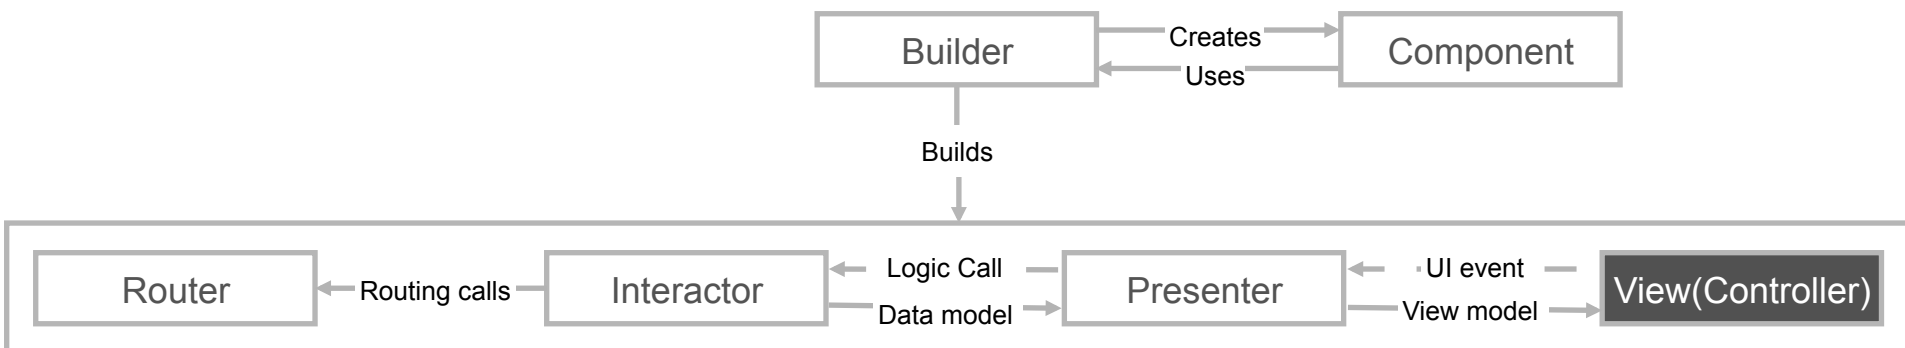 Builder
Creates
Component
Uses
Builds
Router
Routing calls
Interactor
Logic Call
Data model
Presenter
UI event
View model
View(Controller)